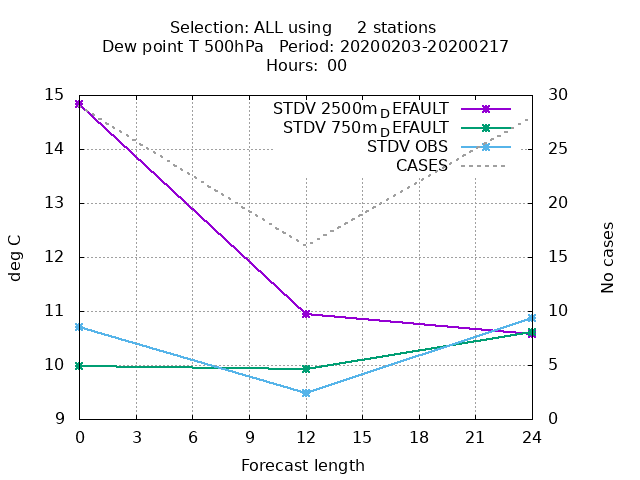 Selection: ALL using     2 stations
Dew point T 500hPa   Period: 20200203-20200217
Hours: 00
15 30
STDV 2500m_DEFAULT
STDV 750m_DEFAULT
14 STDV OBS 25
CASES
13 20
deg C
12 15
No cases
11 10
10 5
9 0
0 3 6 9 12 15 18 21 24
Forecast length